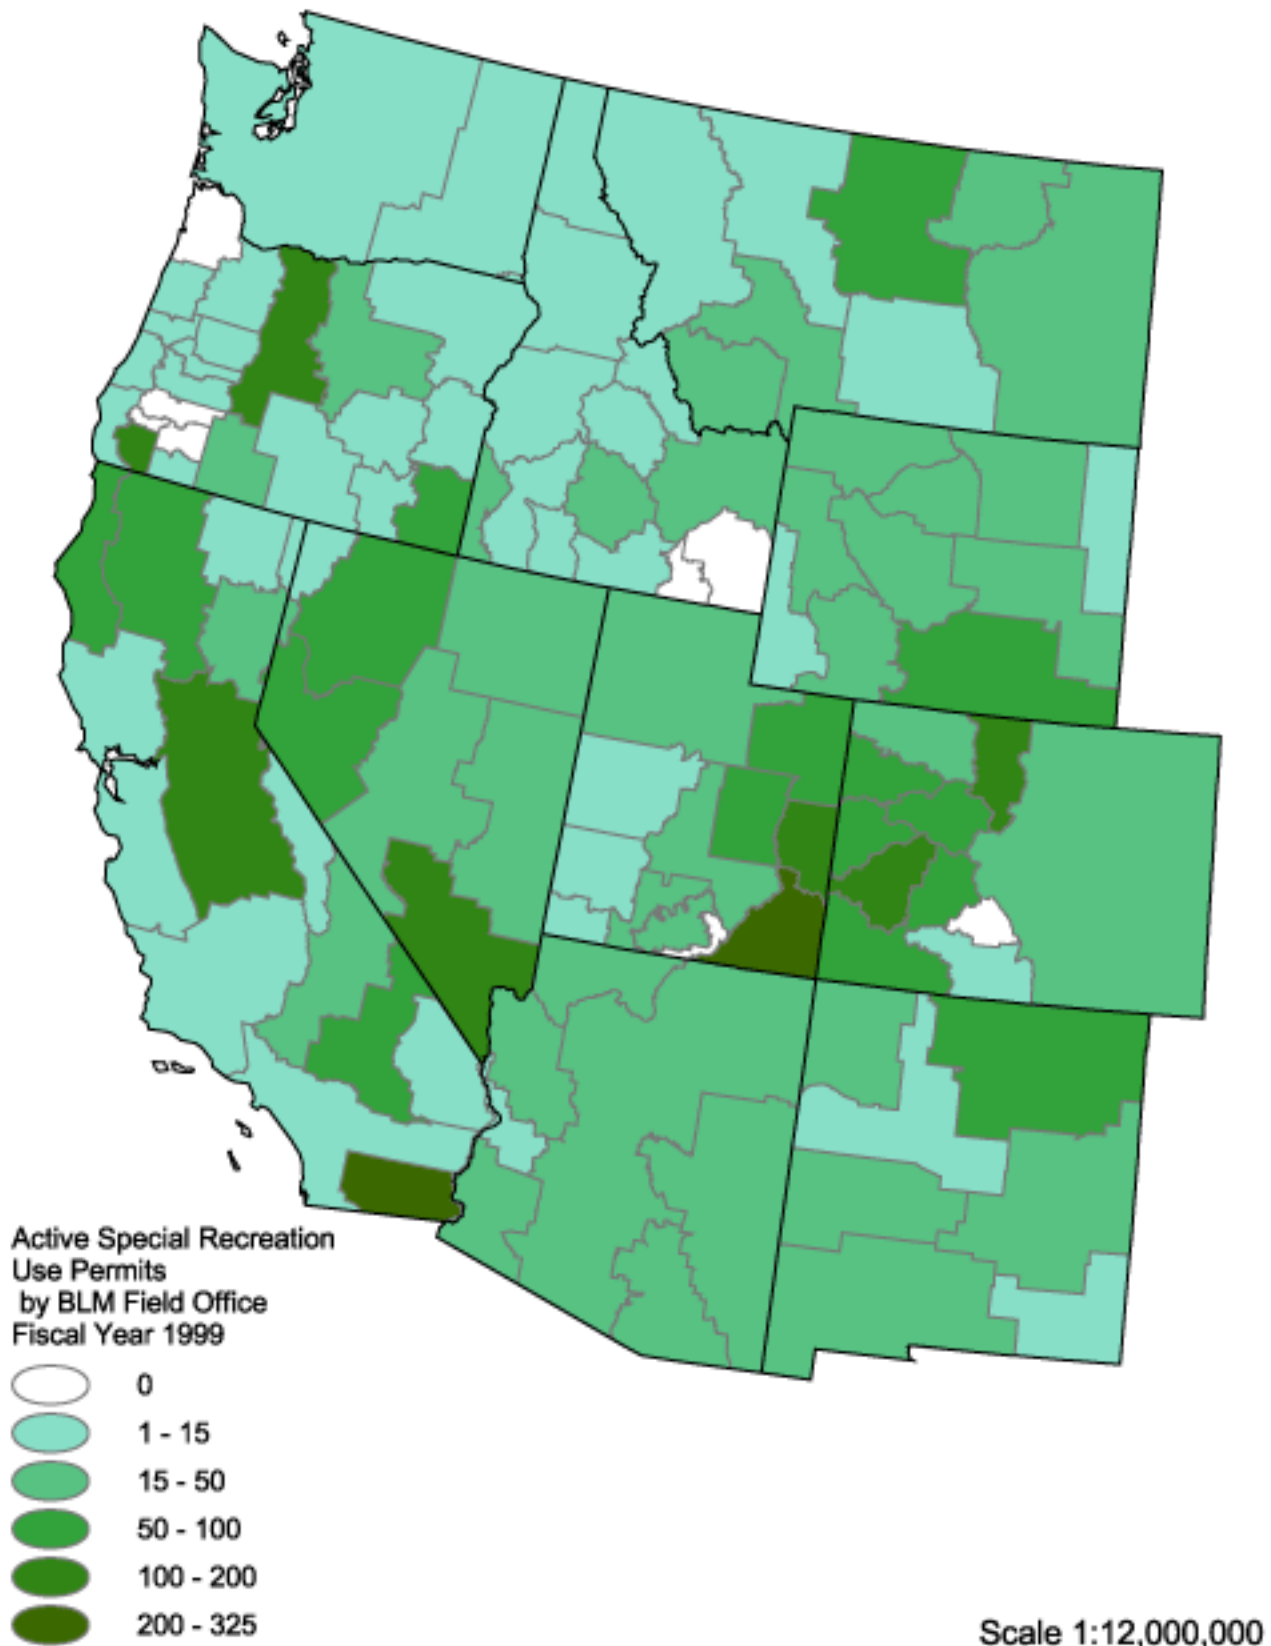 Active Special Recreation
Use Permits
by BLM Field Office
Fiscal Year 1999
0
1 - 15
15 - 50
50 - 100
100 - 200
200 - 325
Scale 1:12,000,000